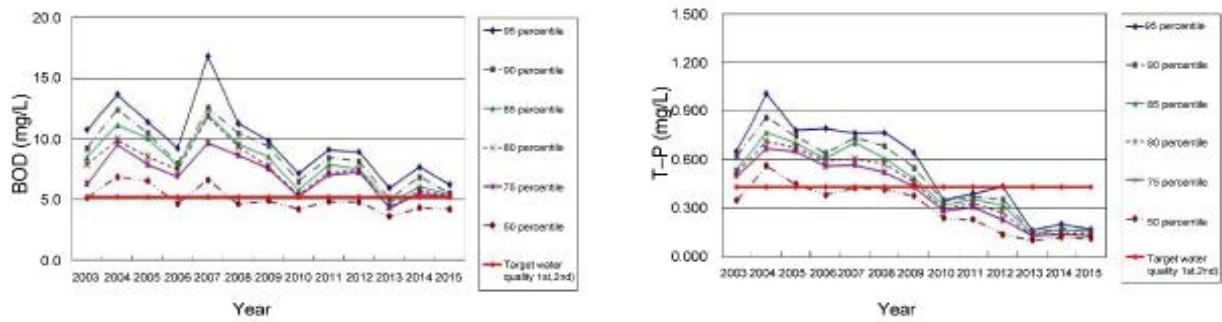 20.0
15.0
10.0
5.0
0.0
BOD (mg/L)
2003 2004 2005 2006 2007 2008 2009 2010 2011 2012 2013 2014 2015
Year
95 percentile
90 percentile
85 percentile
80 percentile
75 percentile
50 percentile
Target water
quality 1st,2nd)
1.500
1.200
0.900
0.600
0.300
0.000
T-P (mg/L)
2003 2004 2005 2006 2007 2008 2009 2010 2011 2012 2013 2014 2015
Year
95 percentile
90 percentile
85 percentile
80 percentile
75 percentile
50 percentile
Target water
quality 1st,2nd)